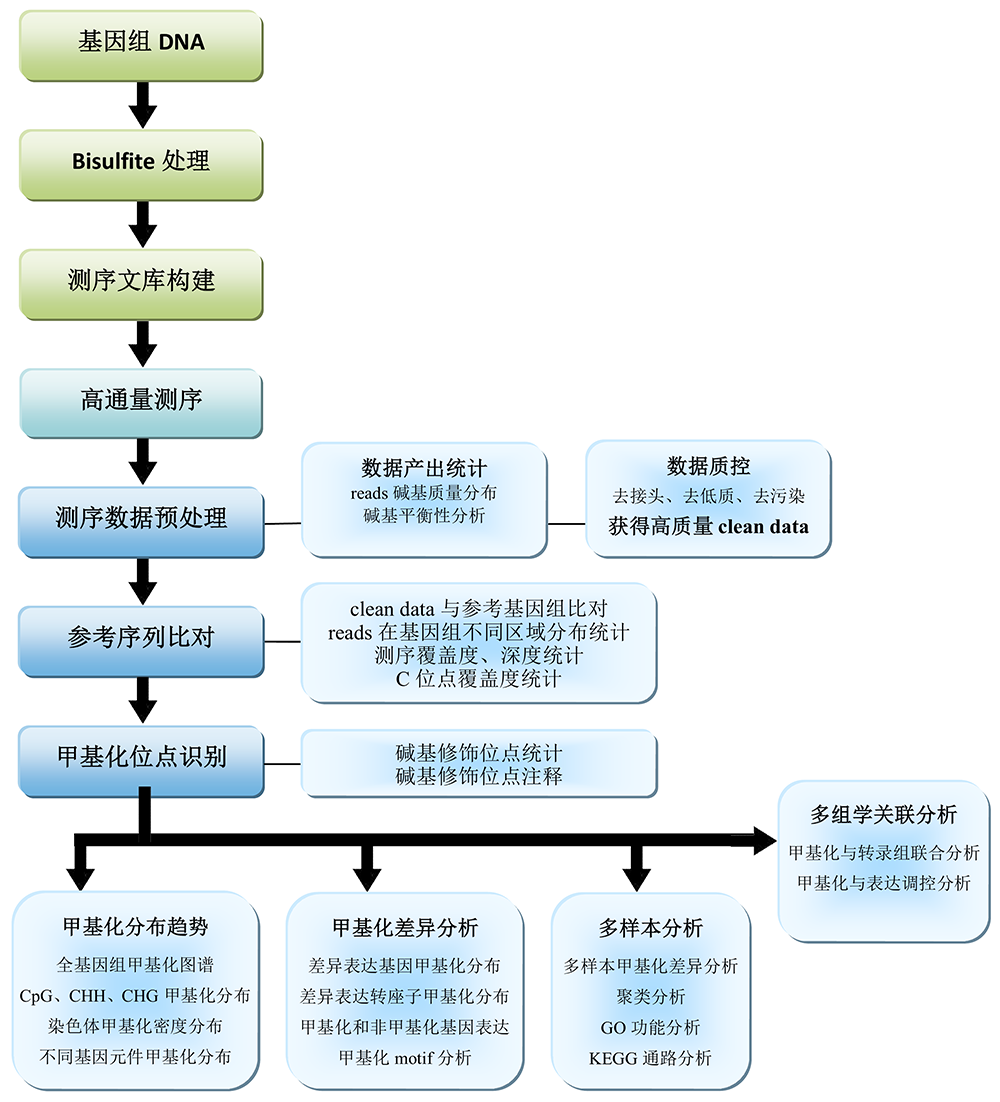 基因组 DNA
Bisulfite 处理
测序文库构建
高通量测序
测序数据预处理
数据产出统计
reads 碱基质量分布
碱基平衡性分析
数据质控
去接头、去低质、去污染
获得高质量 clean data
参考序列比对
clean data 与参考基因组比对
reads 在基因组不同区域分布统计
测序覆盖度、深度统计
C 位点覆盖度统计
甲基化位点识别
碱基修饰位点统计
碱基修饰位点注释
多组学关联分析
甲基化与转录组联合分析
甲基化与表达调控分析
甲基化分布趋势
全基因组甲基化图谱
CpG、CHH、CHG 甲基化分布
染色体甲基化密度分布
不同基因元件甲基化分布
甲基化差异分析
差异表达基因甲基化分布
差异表达转座子甲基化分布
甲基化和非甲基化基因表达
甲基化 motif 分析
多样本分析
多样本甲基化差异分析
聚类分析
GO 功能分析
KEGG 通路分析